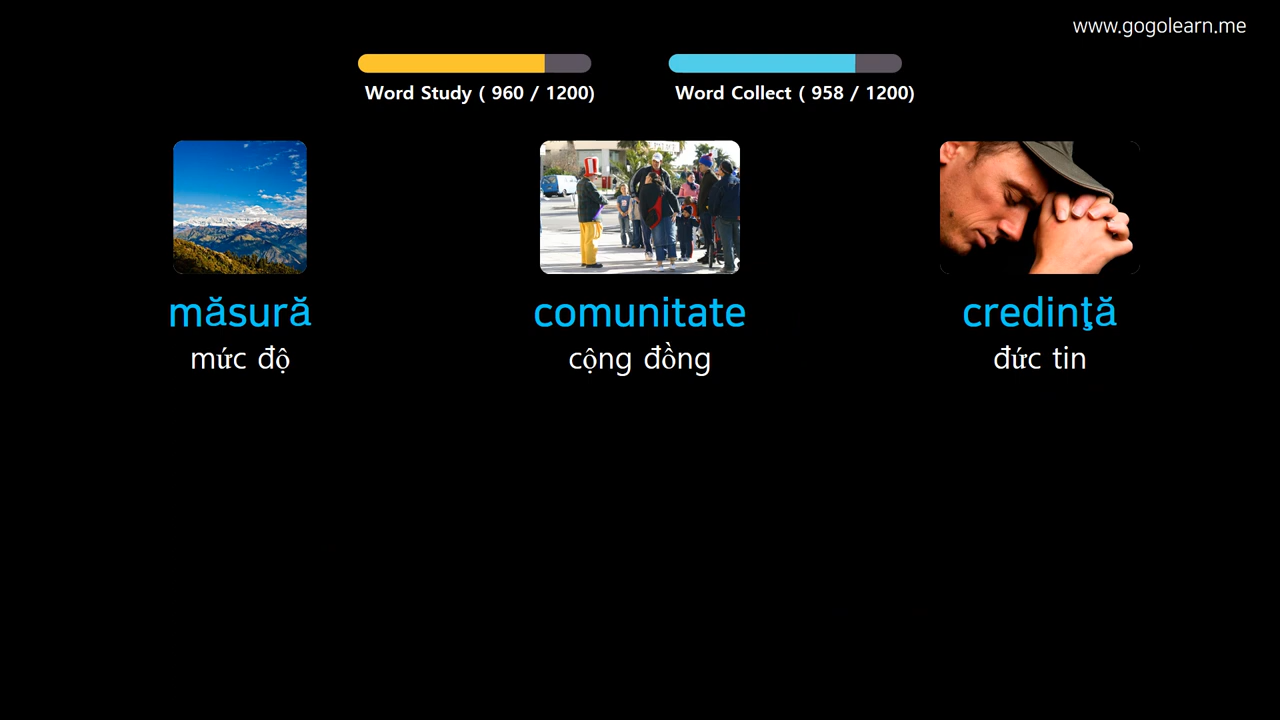 www.gogolearn.me
Word Study ( 960 / 1200)
Word Collect ( 958 / 1200)
măsură
comunitate
credinţă
mức độ
cộng đồng
đức tin